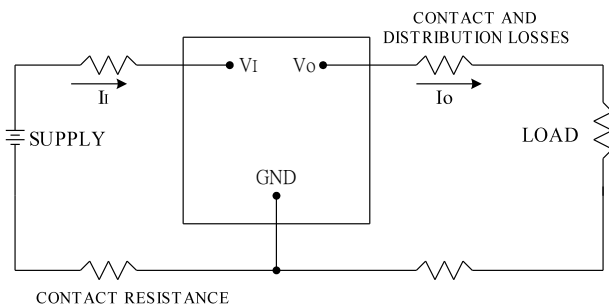 CONTACT AND
DISTRIBUTION LOSSES
VI
VO
II
IO
SUPPLY
LOAD
GND
CONTACT RESISTANCE